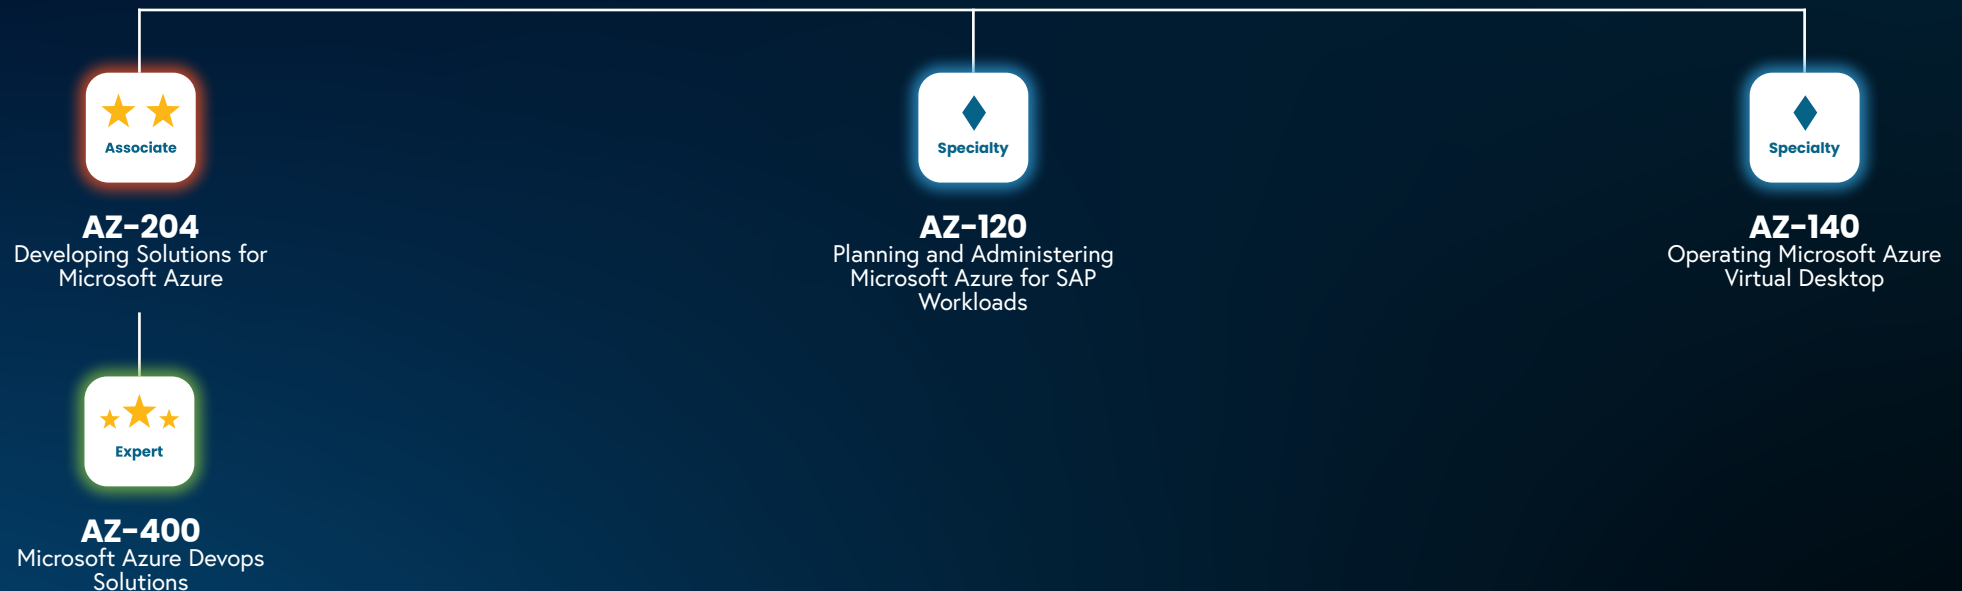 Associate
AZ-204
Developing Solutions for
Microsoft Azure
Specialty
AZ-120
Planning and Administering
Microsoft Azure for SAP
Workloads
Specialty
AZ-140
Operating Microsoft Azure
Virtual Desktop
Expert
AZ-400
Microsoft Azure Devops
Solutions